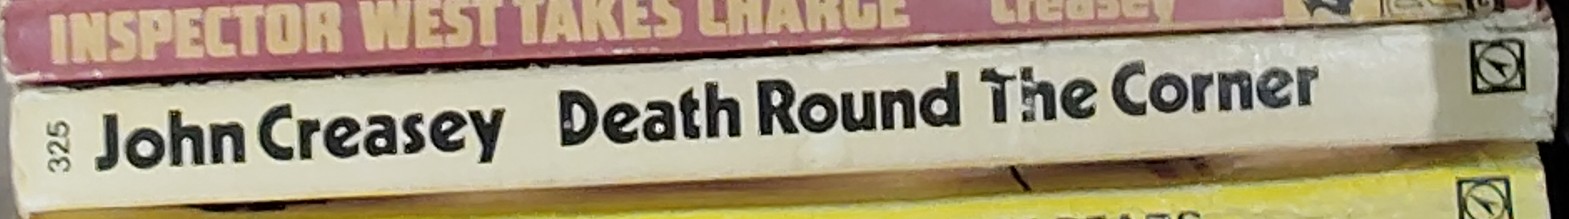 INSPECTOR WEST TAKES CHARGE Creasey
325 John Creasey Death Round The Corner